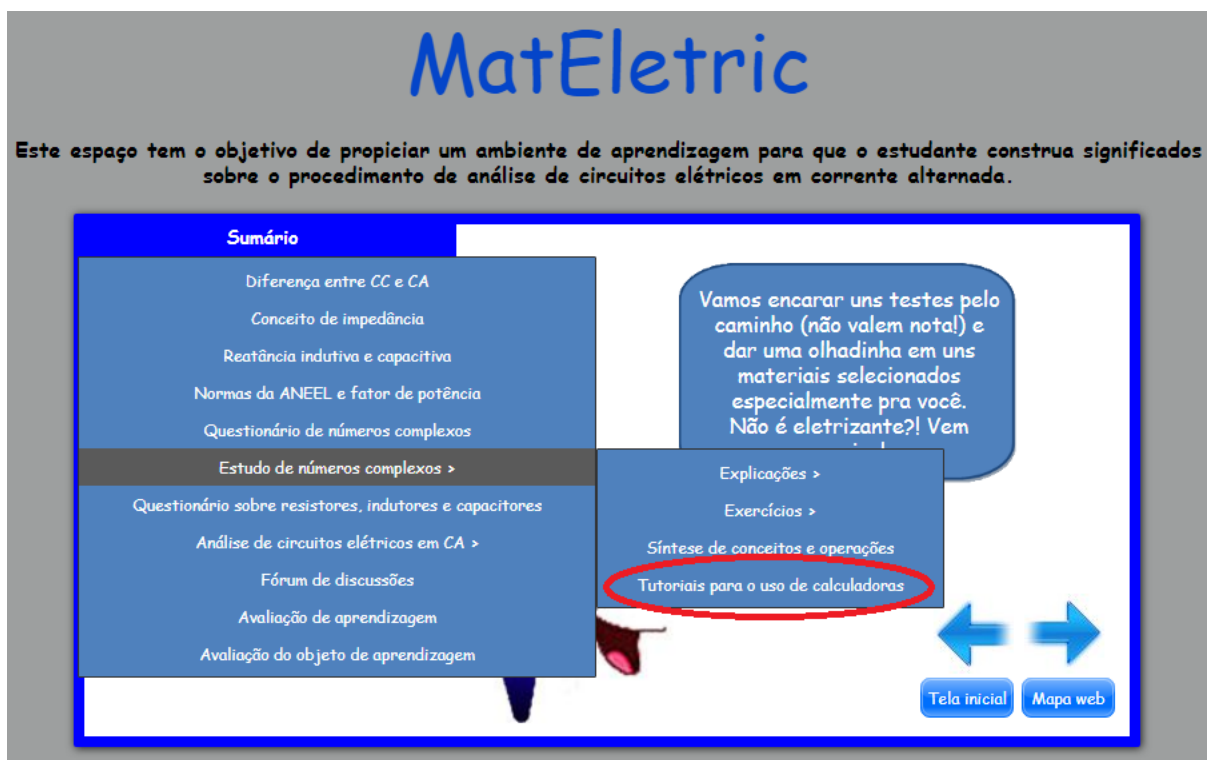 MatEletric
Este espaço tem o objetivo de propiciar um ambiente de aprendizagem para que o estudante construa significados
sobre o procedimento de análise de circuitos elétricos em corrente alternada.
Sumário
Diferença entre CC e CA
Conceito de impedância
Reatância indutiva e capacitiva
Normas da ANEEL e fator de potência
Questionário de números complexos
Estudo de números complexos >
Questionário sobre resistores, indutores e capacitores
Análise de circuitos elétricos em CA >
Fórum de discussões
Avaliação de aprendizagem
Avaliação do objeto de aprendizagem
Explicações >
Exercícios >
Síntese de conceitos e operações
Tutoriais para o uso de calculadoras
Vamos encarar uns testes pelo
caminho (não valem nota!) e
dar uma olhadinha em uns
materiais selecionados
especialmente pra você.
Não é eletrizante?! Vem
Tela inicial
Mapa web